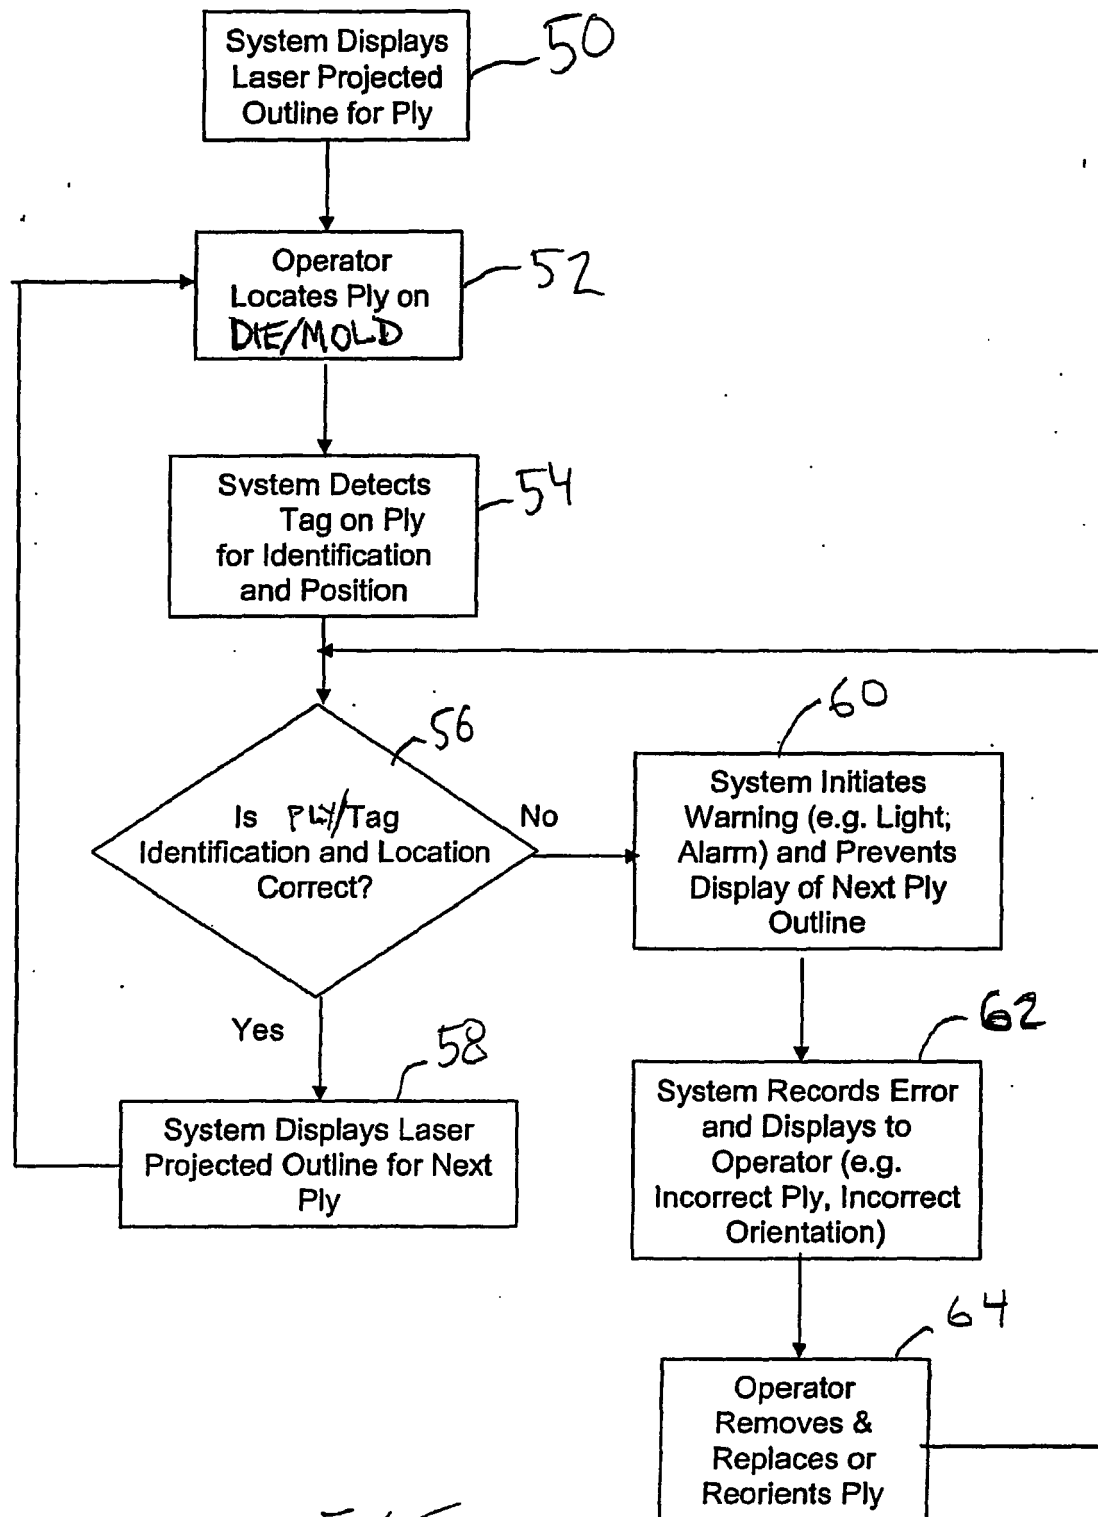 System Displays
Laser Projected
Outline for Ply
50
Operator
Locates Ply on
DIE/MOLD
52
System Detects
Tag on Ply
for Identification
and Position
54
56
Is PLY/Tag
Identification and Location
Correct?
No
Yes
60
System Initiates
Warning (e.g. Light;
Alarm) and Prevents
Display of Next Ply
Outline
58
System Displays Laser
Projected Outline for Next
Ply
62
System Records Error
and Displays to
Operator (e.g.
Incorrect Ply, Incorrect
Orientation)
64
Operator
Removes &
Replaces or
Reorients Ply